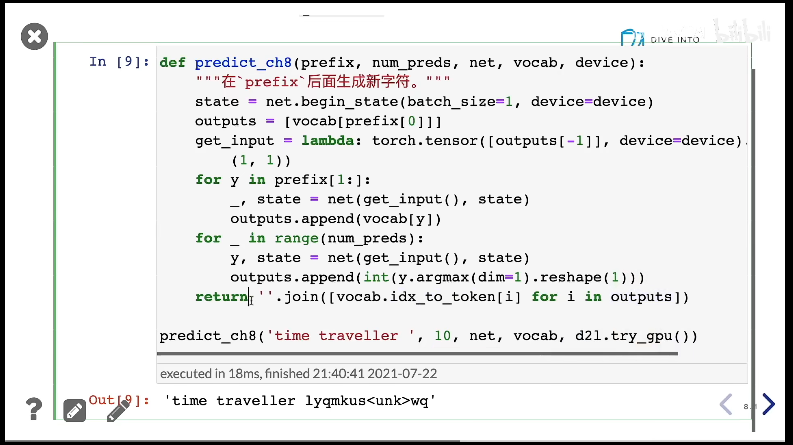 DIVE INTO
bilibili
In [9]: def predict_ch8(prefix, num_preds, net, vocab, device):
"""在`prefix`后面生成新字符。"""
state = net.begin_state(batch_size=1, device=device)
outputs = [vocab[prefix[0]]]
get_input = lambda: torch.tensor([outputs[-1]], device=device).
(1, 1))
for y in prefix[1:]:
_, state = net(get_input(), state)
outputs.append(vocab[y])
for _ in range(num_preds):
y, state = net(get_input(), state)
outputs.append(int(y.argmax(dim=1).reshape(1)))
return ''.join([vocab.idx_to_token[i] for i in outputs])
predict_ch8('time traveller ', 10, net, vocab, d2l.try_gpu())
executed in 18ms, finished 21:40:41 2021-07-22
Out[9]: 'time traveller lyqmkus<unk>wq'